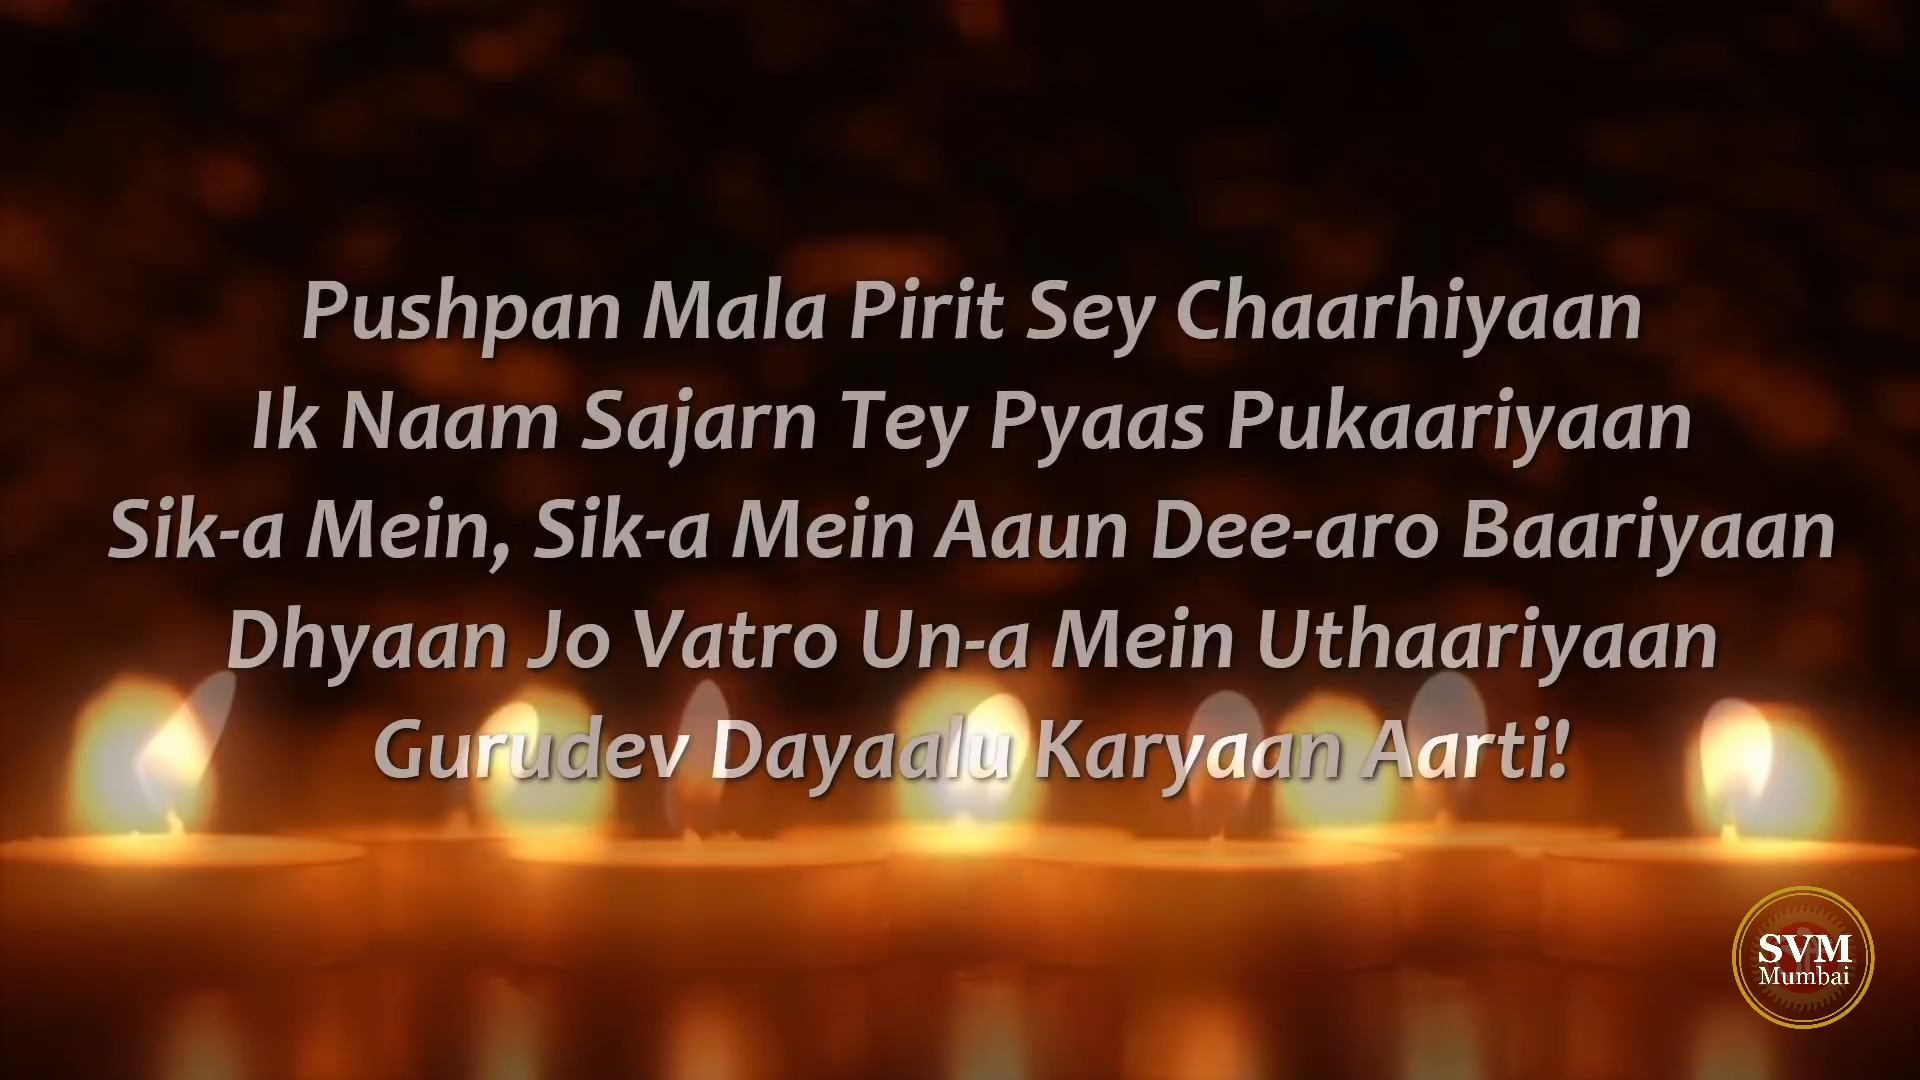 Pushpan Mala Pirit Sey Chaarhiyaan
Ik Naam Sajarn Tey Pyaas Pukaariyaan
Sik-a Mein, Sik-a Mein Aaun Dee-aro Baariyaan
Dhyaan Jo Vatro Un-a Mein Uthaariyaan
Gurudev Dayaalu Karyaan Aarti!
SVM
Mumbai